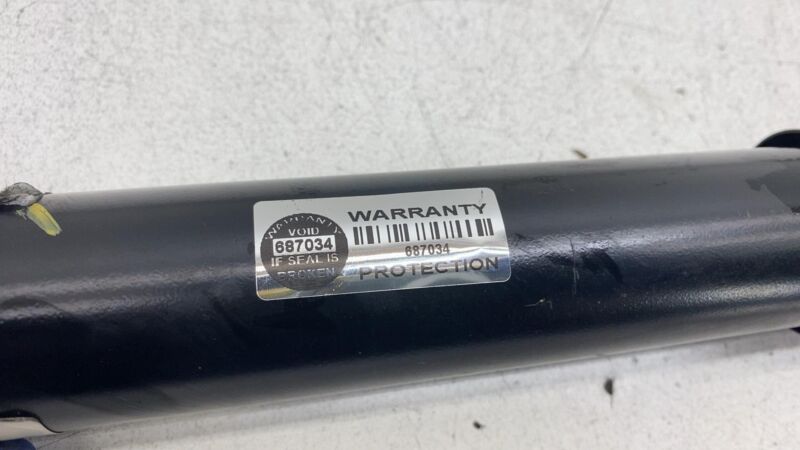 WARRANTY
VOID
687034
IF SEAL IS
BROKEN
WARRANTY
687034
PROTECTION